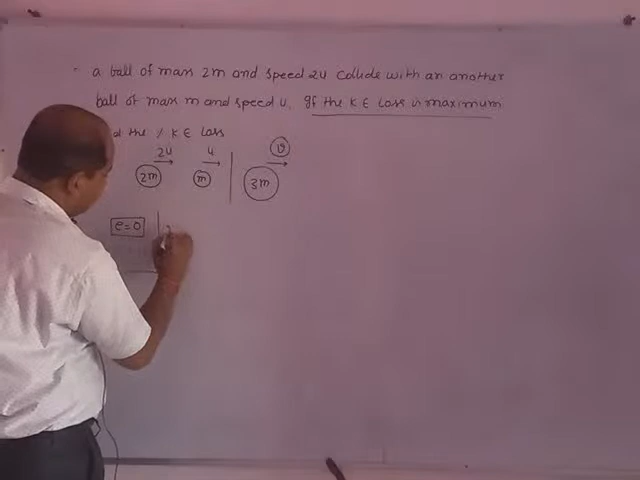 - a ball of mass 2m and speed 2u collide with an another
ball of mass m and speed u. If the K E Loss is maximum
d the % K E Loss
2u u v
2m m 3m
e=0